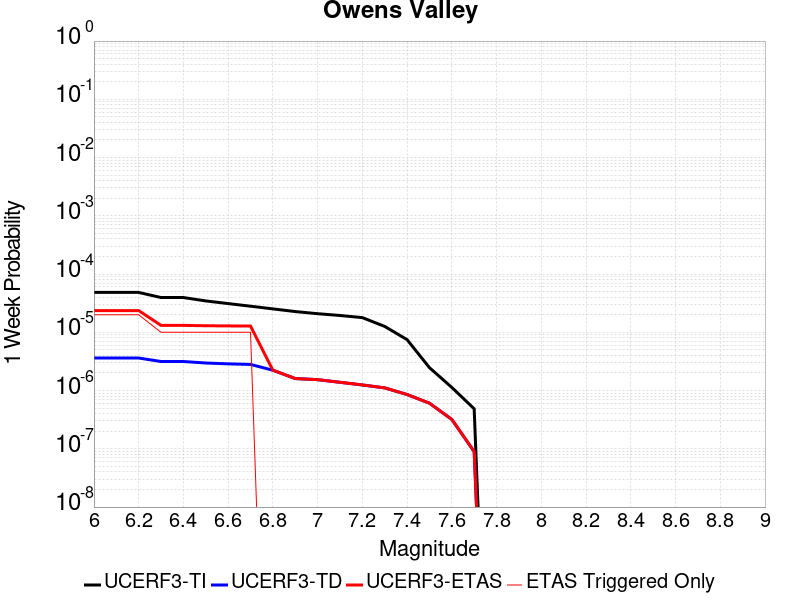 Owens Valley
10^0
10^-1
10^-2
10^-3
10^-4
10^-5
10^-6
10^-7
10^-8
1 Week Probability
6 6.2 6.4 6.6 6.8 7 7.2 7.4 7.6 7.8 8 8.2 8.4 8.6 8.8 9
Magnitude
UCERF3-TI UCERF3-TD UCERF3-ETAS ETAS Triggered Only